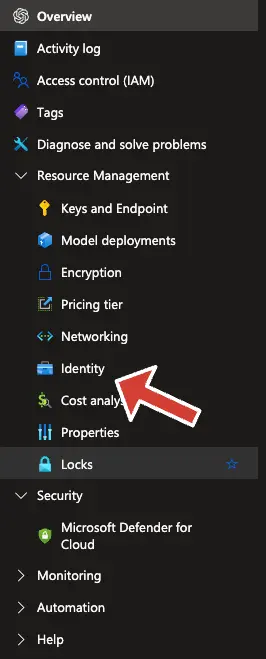 Overview
Activity log
Access control (IAM)
Tags
Diagnose and solve problems
Resource Management
Keys and Endpoint
Model deployments
Encryption
Pricing tier
Networking
Identity
Cost analys
Properties
Locks
Security
Microsoft Defender for
Cloud
Monitoring
Automation
Help